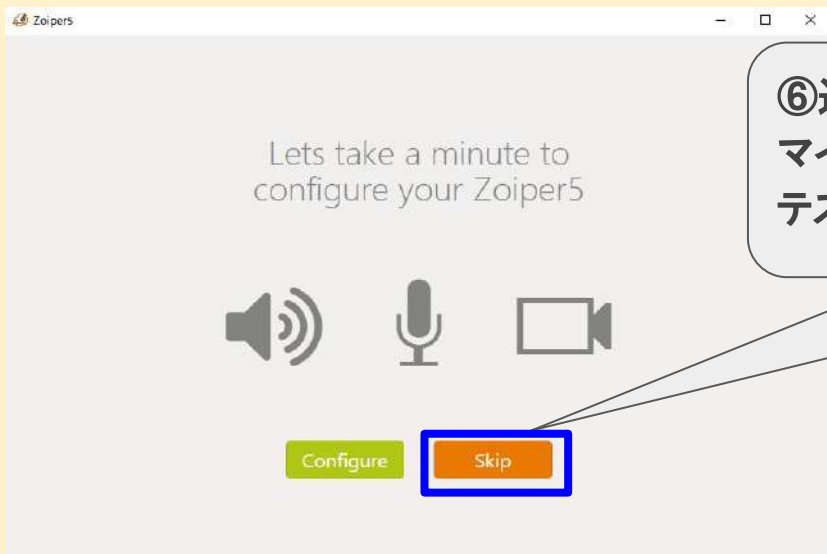 Zoiper5
Lets take a minute to
configure your Zoiper5
⑥
マイ
テス
Configure
Skip